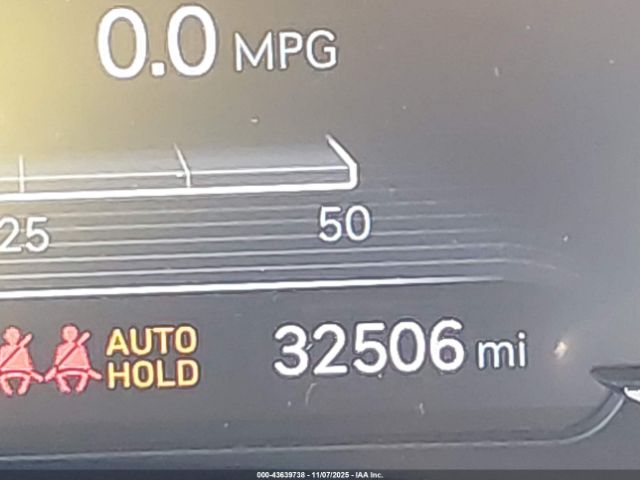 0.0 MPG
25 50
AUTO
HOLD
32506 mi
000-43639738 - 11/07/2025 - IAA Inc.